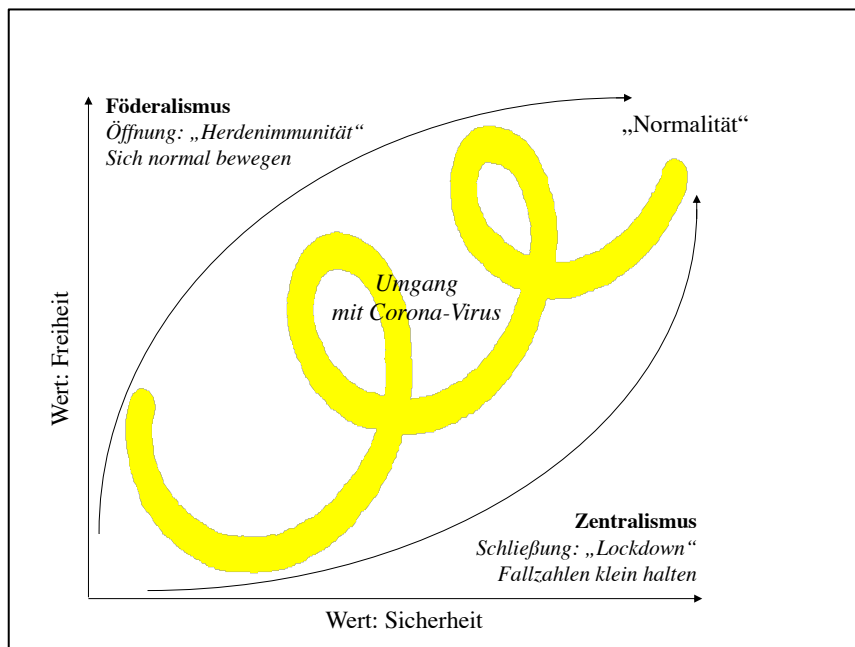 Föderalismus
Öffnung: „Herdenimmunität“
Sich normal bewegen
„Normalität“
Umgang
mit Corona-Virus
Wert: Freiheit
Zentralismus
Schließung: „Lockdown“
Fallzahlen klein halten
Wert: Sicherheit